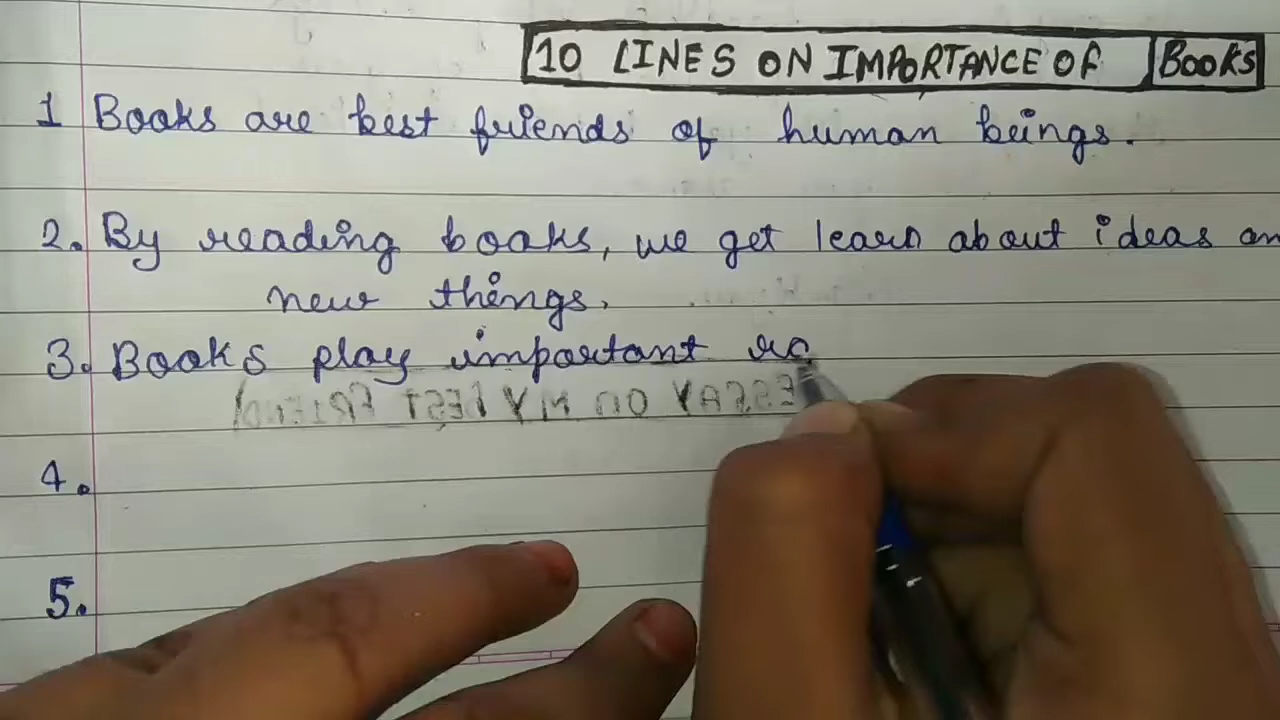 10 LINES ON IMPORTANCE OF BOOKS
1 Books are best friends of human beings.
2. By reading books, we get learn about ideas an
new things.
3. Books play important ro
4.
5.